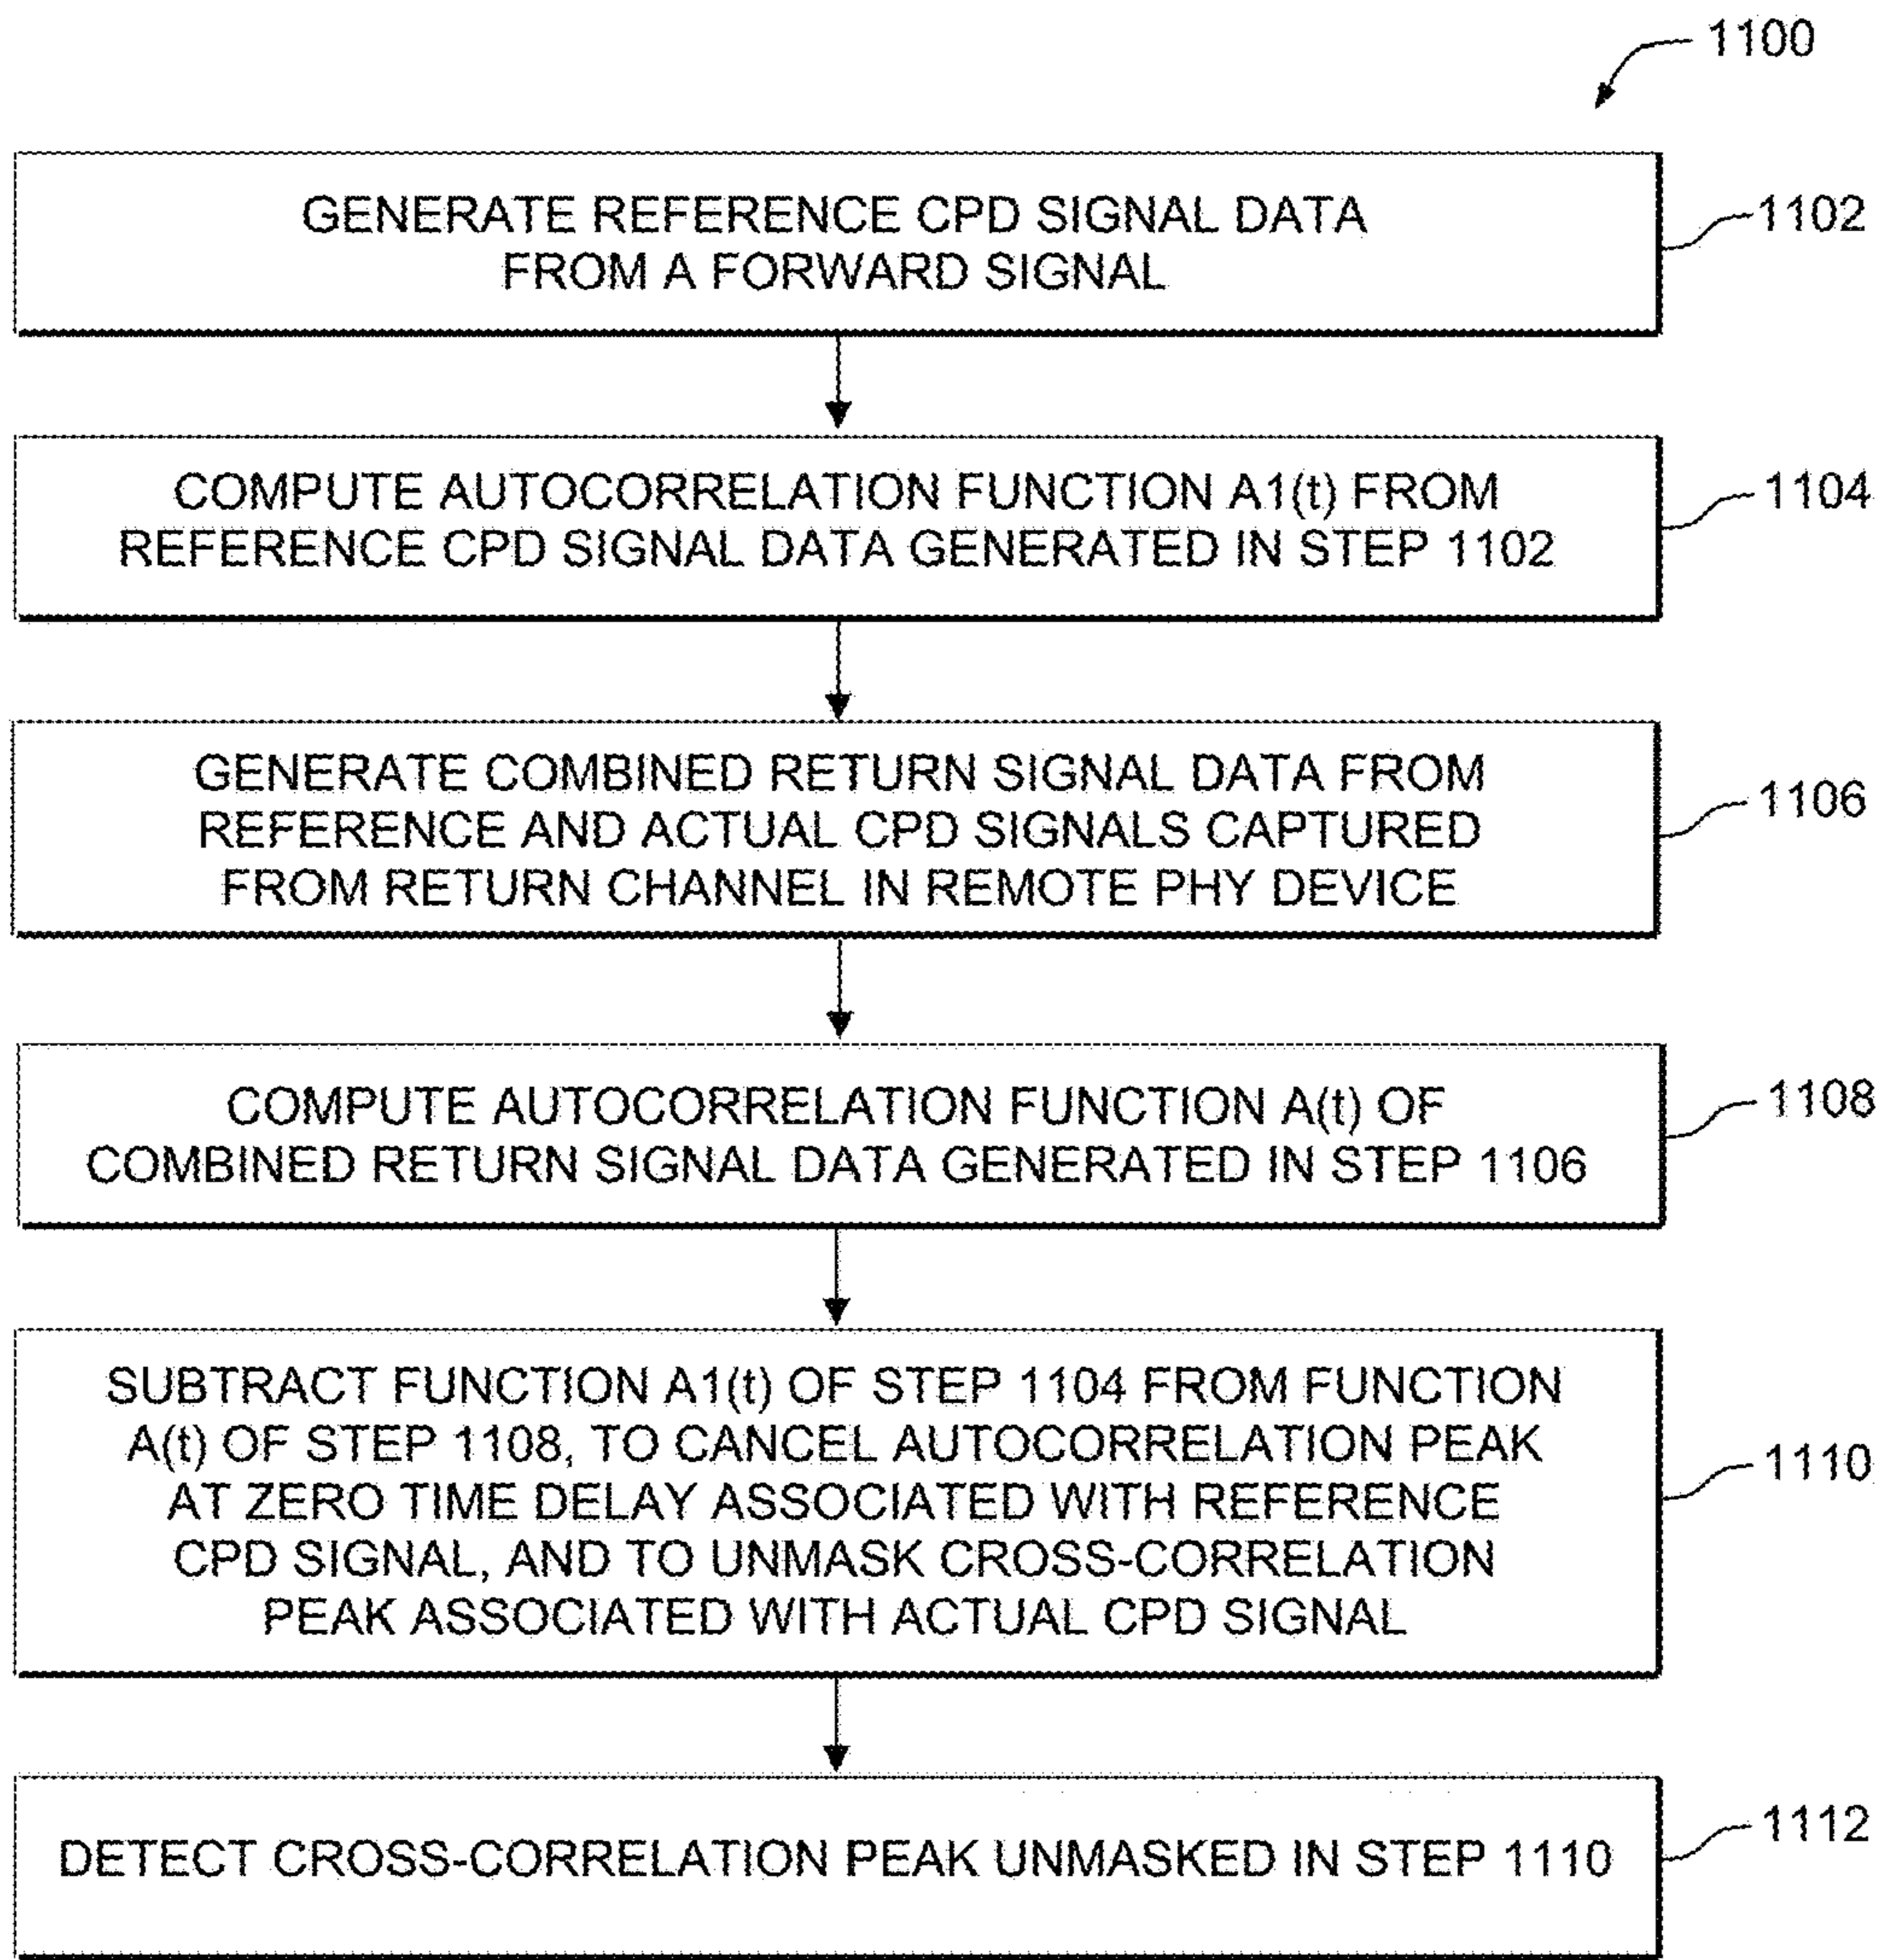 1100
GENERATE REFERENCE CPD SIGNAL DATA
FROM A FORWARD SIGNAL
1102
COMPUTE AUTOCORRELATION FUNCTION A1(t) FROM
REFERENCE CPD SIGNAL DATA GENERATED IN STEP 1102
1104
GENERATE COMBINED RETURN SIGNAL DATA FROM
REFERENCE AND ACTUAL CPD SIGNALS CAPTURED
FROM RETURN CHANNEL IN REMOTE PHY DEVICE
1106
COMPUTE AUTOCORRELATION FUNCTION A(t) OF
COMBINED RETURN SIGNAL DATA GENERATED IN STEP 1106
1108
SUBTRACT FUNCTION A1(t) OF STEP 1104 FROM FUNCTION
A(t) OF STEP 1108, TO CANCEL AUTOCORRELATION PEAK
AT ZERO TIME DELAY ASSOCIATED WITH REFERENCE
CPD SIGNAL, AND TO UNMASK CROSS-CORRELATION
PEAK ASSOCIATED WITH ACTUAL CPD SIGNAL
1110
DETECT CROSS-CORRELATION PEAK UNMASKED IN STEP 1110
1112